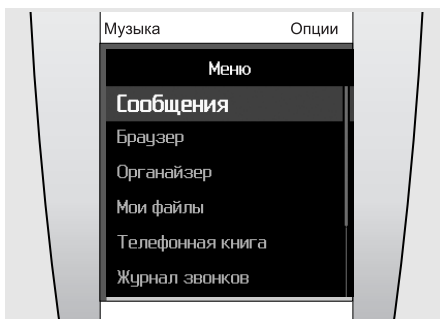 Музыка Опции
Меню
Сообщения
Браузер
Органайзер
Мои файлы
Телефонная книга
Журнал звонков